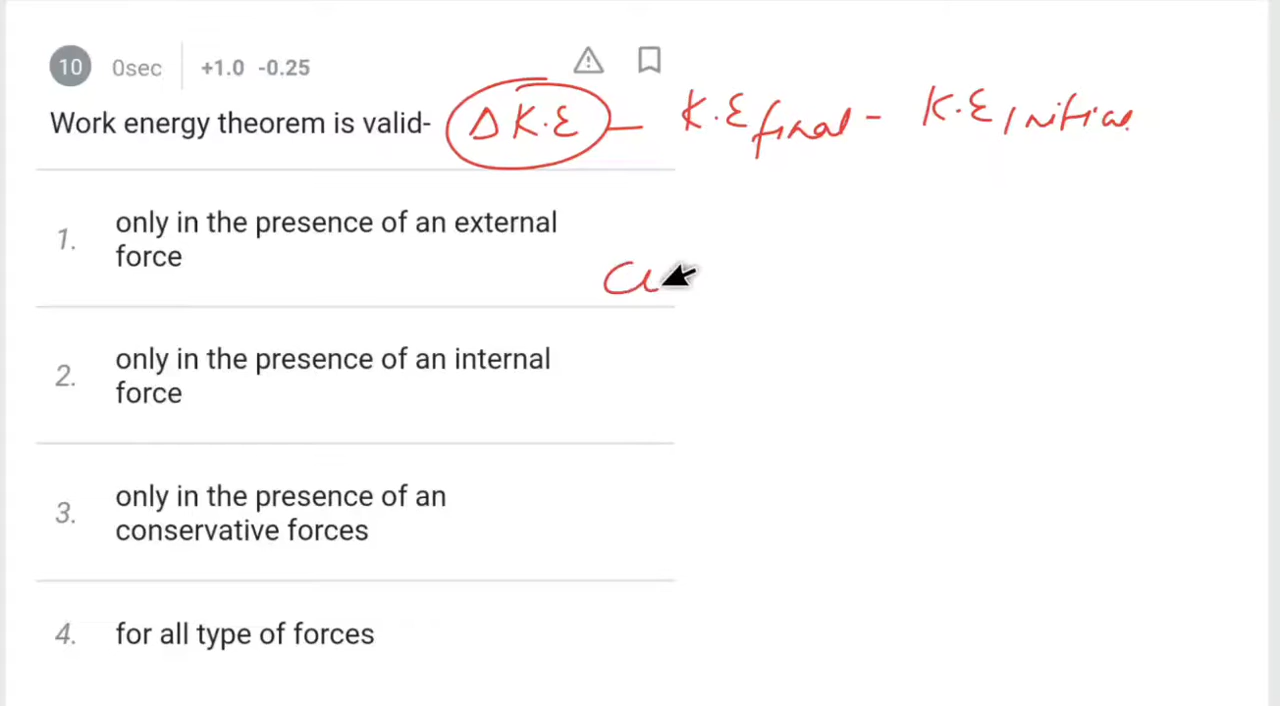 10 0sec +1.0 -0.25
Work energy theorem is valid- Δ K.E — K.E final - K.E Initial
1. only in the presence of an external
force
2. only in the presence of an internal
force
3. only in the presence of an
conservative forces
4. for all type of forces